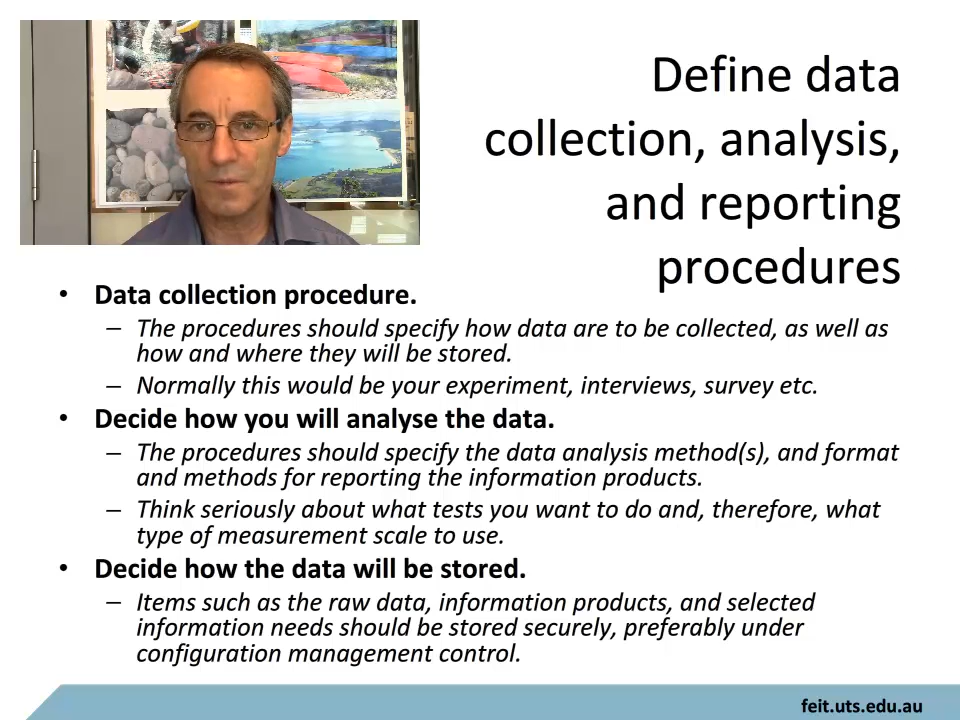 Define data
collection, analysis,
and reporting
procedures
• Data collection procedure.
– The procedures should specify how data are to be collected, as well as
how and where they will be stored.
– Normally this would be your experiment, interviews, survey etc.
• Decide how you will analyse the data.
– The procedures should specify the data analysis method(s), and format
and methods for reporting the information products.
– Think seriously about what tests you want to do and, therefore, what
type of measurement scale to use.
• Decide how the data will be stored.
– Items such as the raw data, information products, and selected
information needs should be stored securely, preferably under
configuration management control.
feit.uts.edu.au